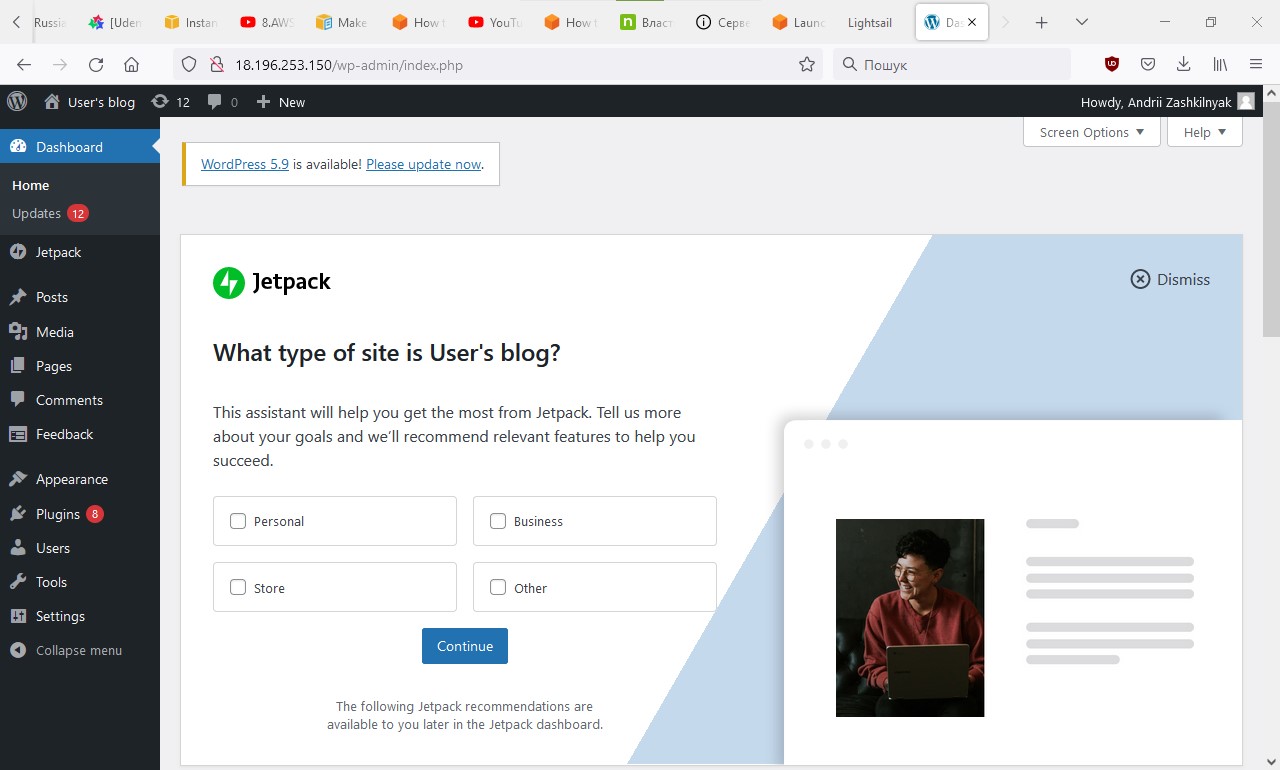 Russia
[Uden
Instan
8.AWS
Make
How t
YouTu
How t
Власт
Серве
Launc
Lightsail
Das
18.196.253.150/wp-admin/index.php
Пошук
User's blog
12
0
New
Howdy, Andrii Zashkilnyak
Dashboard
Home
Updates 12
Jetpack
Posts
Media
Pages
Comments
Feedback
Appearance
Plugins 8
Users
Tools
Settings
Collapse menu
Screen Options
Help
WordPress 5.9 is available! Please update now.
Jetpack
Dismiss
What type of site is User's blog?
This assistant will help you get the most from Jetpack. Tell us more
about your goals and we’ll recommend relevant features to help you
succeed.
Personal
Business
Store
Other
Continue
The following Jetpack recommendations are
available to you later in the Jetpack dashboard.